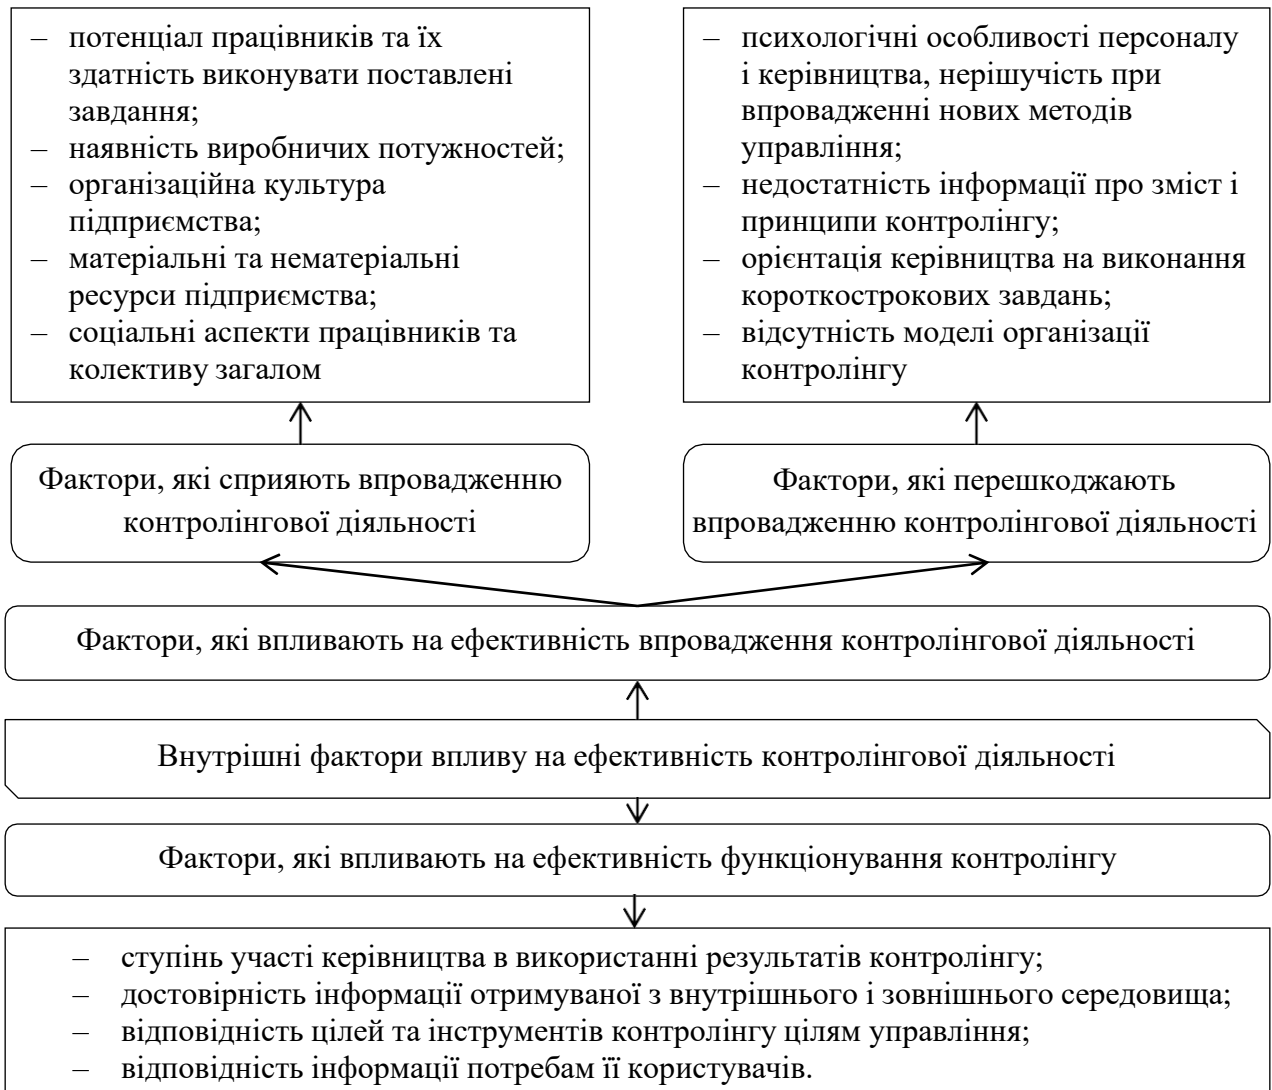 – потенціал працівників та їх
здатність виконувати поставлені
завдання;
– наявність виробничих потужностей;
– організаційна культура
підприємства;
– матеріальні та нематеріальні
ресурси підприємства;
– соціальні аспекти працівників та
колективу загалом
– психологічні особливості персоналу
і керівництва, нерішучість при
впровадженні нових методів
управління;
– недостатність інформації про зміст і
принципи контролінгу;
– орієнтація керівництва на виконання
короткострокових завдань;
– відсутність моделі організації
контролінгу
Фактори, які сприяють впровадженню
контролінгової діяльності
Фактори, які перешкоджають
впровадженню контролінгової діяльності
Фактори, які впливають на ефективність впровадження контролінгової діяльності
Внутрішні фактори впливу на ефективність контролінгової діяльності
Фактори, які впливають на ефективність функціонування контролінгу
– ступінь участі керівництва в використанні результатів контролінгу;
– достовірність інформації отримуваної з внутрішнього і зовнішнього середовища;
– відповідність цілей та інструментів контролінгу цілям управління;
– відповідність інформації потребам її користувачів.